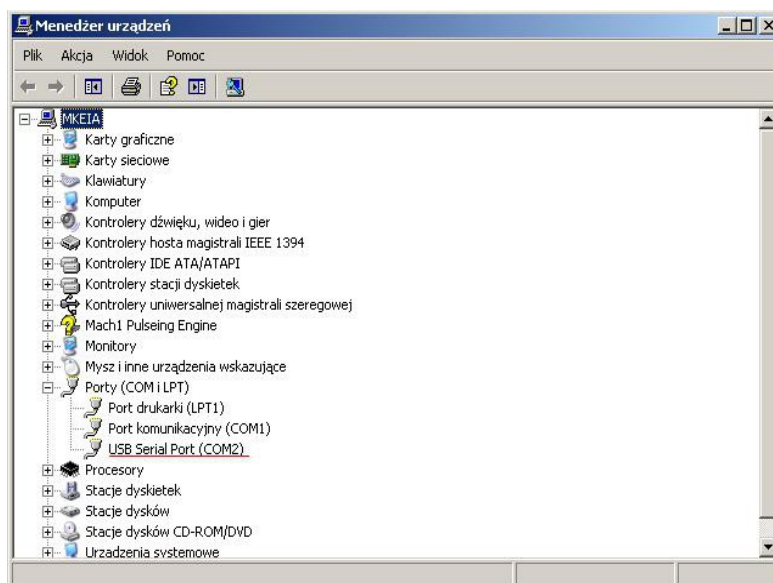 Menedżer urządzeń
Plik Akcja Widok Pomoc
MKEIA
Karty graficzne
Karty sieciowe
Klawiatury
Komputer
Kontrolery dźwięku, wideo i gier
Kontrolery hosta magistrali IEEE 1394
Kontrolery IDE ATA/ATAPI
Kontrolery stacji dyskietek
Kontrolery uniwersalnej magistrali szeregowej
Mach1 Pulseing Engine
Monitory
Mysz i inne urządzenia wskazujące
Porty (COM i LPT)
Port drukarki (LPT1)
Port komunikacyjny (COM1)
USB Serial Port (COM2)
Procesory
Stacje dyskietek
Stacje dysków
Stacje dysków CD-ROM/DVD
Urządzenia systemowe